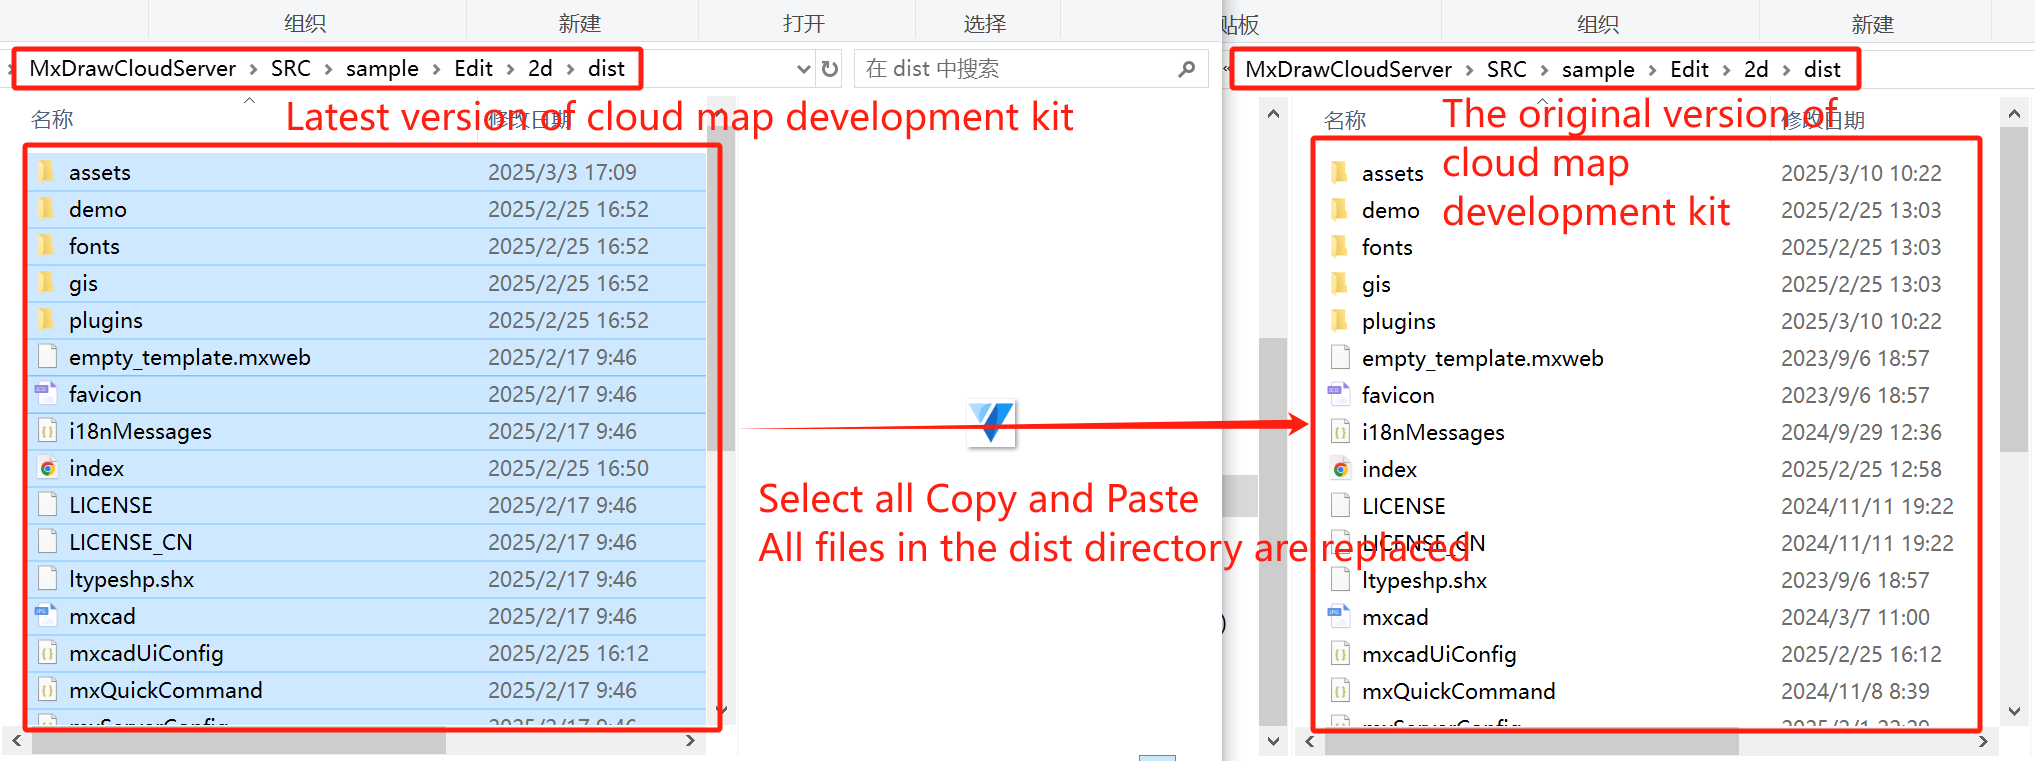 组织 新建 打开 选择
MxDrawCloudServer > SRC > sample > Edit > 2d > dist
在 dist 中搜索
Latest version of cloud map development kit
名称 修改日期
assets 2025/3/3 17:09
demo 2025/2/25 16:52
fonts 2025/2/25 16:52
gis 2025/2/25 16:52
plugins 2025/2/25 16:52
empty_template.mxweb 2025/2/17 9:46
favicon 2025/2/17 9:46
i18nMessages 2025/2/17 9:46
index 2025/2/25 16:50
LICENSE 2025/2/17 9:46
LICENSE_CN 2025/2/17 9:46
ltypeshp.shx 2025/2/17 9:46
mxcad 2025/2/17 9:46
mxcadUiConfig 2025/2/25 16:12
mxQuickCommand 2025/2/17 9:46
mxServerConfig 2025/2/17 9:46
Select all Copy and Paste
All files in the dist directory are replaced
贴板 组织 新建
« MxDrawCloudServer > SRC > sample > Edit > 2d > dist
The original version of
cloud map
development kit
名称 修改日期
assets 2025/3/10 10:22
demo 2025/2/25 13:03
fonts 2025/2/25 13:03
gis 2025/2/25 13:03
plugins 2025/3/10 10:22
empty_template.mxweb 2023/9/6 18:57
favicon 2023/9/6 18:57
i18nMessages 2024/9/29 12:36
index 2025/2/25 12:58
LICENSE 2024/11/11 19:22
LICENSE_CN 2024/11/11 19:22
ltypeshp.shx 2023/9/6 18:57
mxcad 2024/3/7 11:00
mxcadUiConfig 2025/2/25 16:12
mxQuickCommand 2024/11/8 8:39
mxServerConfig